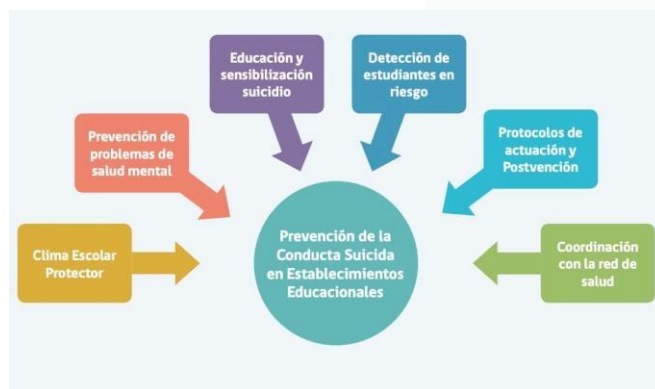 Clima Escolar
Protector
Prevención de
problemas de
salud mental
Educación y
sensibilización
suicidio
Detección de
estudiantes en
riesgo
Protocolos de
actuación y
Postvención
Coordinación
con la red de
salud
Prevención de la
Conducta Suicida
en Establecimientos
Educacionales